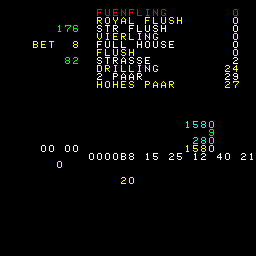 FUENFLING 0
ROYAL FLUSH 0
176 STR FLUSH 0
VIERLING 0
BET 8 FULL HOUSE 0
FLUSH 0
82 STRASSE 2
DRILLING 24
2 PAAR 29
HOHES PAAR 27
1580
9
280
00 00 1580
0000B8 15 25 12 40 21
0
20